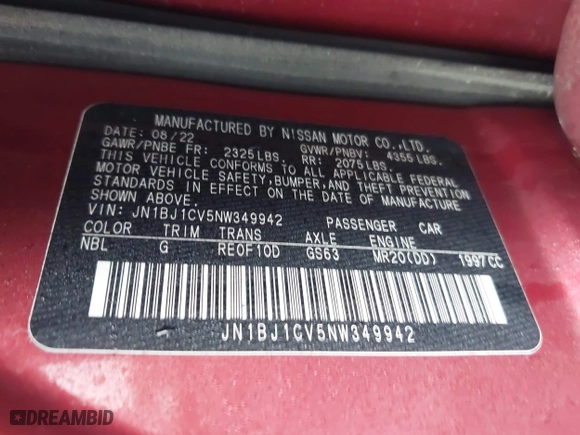 MANUFACTURED BY NISSAN MOTOR CO.,LTD.
DATE: 08/22 GVWR/PNBV: 4355LBS.
GAWR/PNBE FR: 2325LBS. RR: 2075LBS.
THIS VEHICLE CONFORMS TO ALL APPLICABLE FEDERAL
MOTOR VEHICLE SAFETY,BUMPER,AND THEFT PREVENTION
STANDARDS IN EFFECT ON THE DATE OF MANUFACTURE
SHOWN ABOVE.
VIN: JN1BJ1CV5NW349942 PASSENGER CAR
COLOR TRIM TRANS AXLE ENGINE
NBL G RE0F10D GS63 MR20(DD) 1997CC
JN1BJ1CV5NW349942
DREAMBID